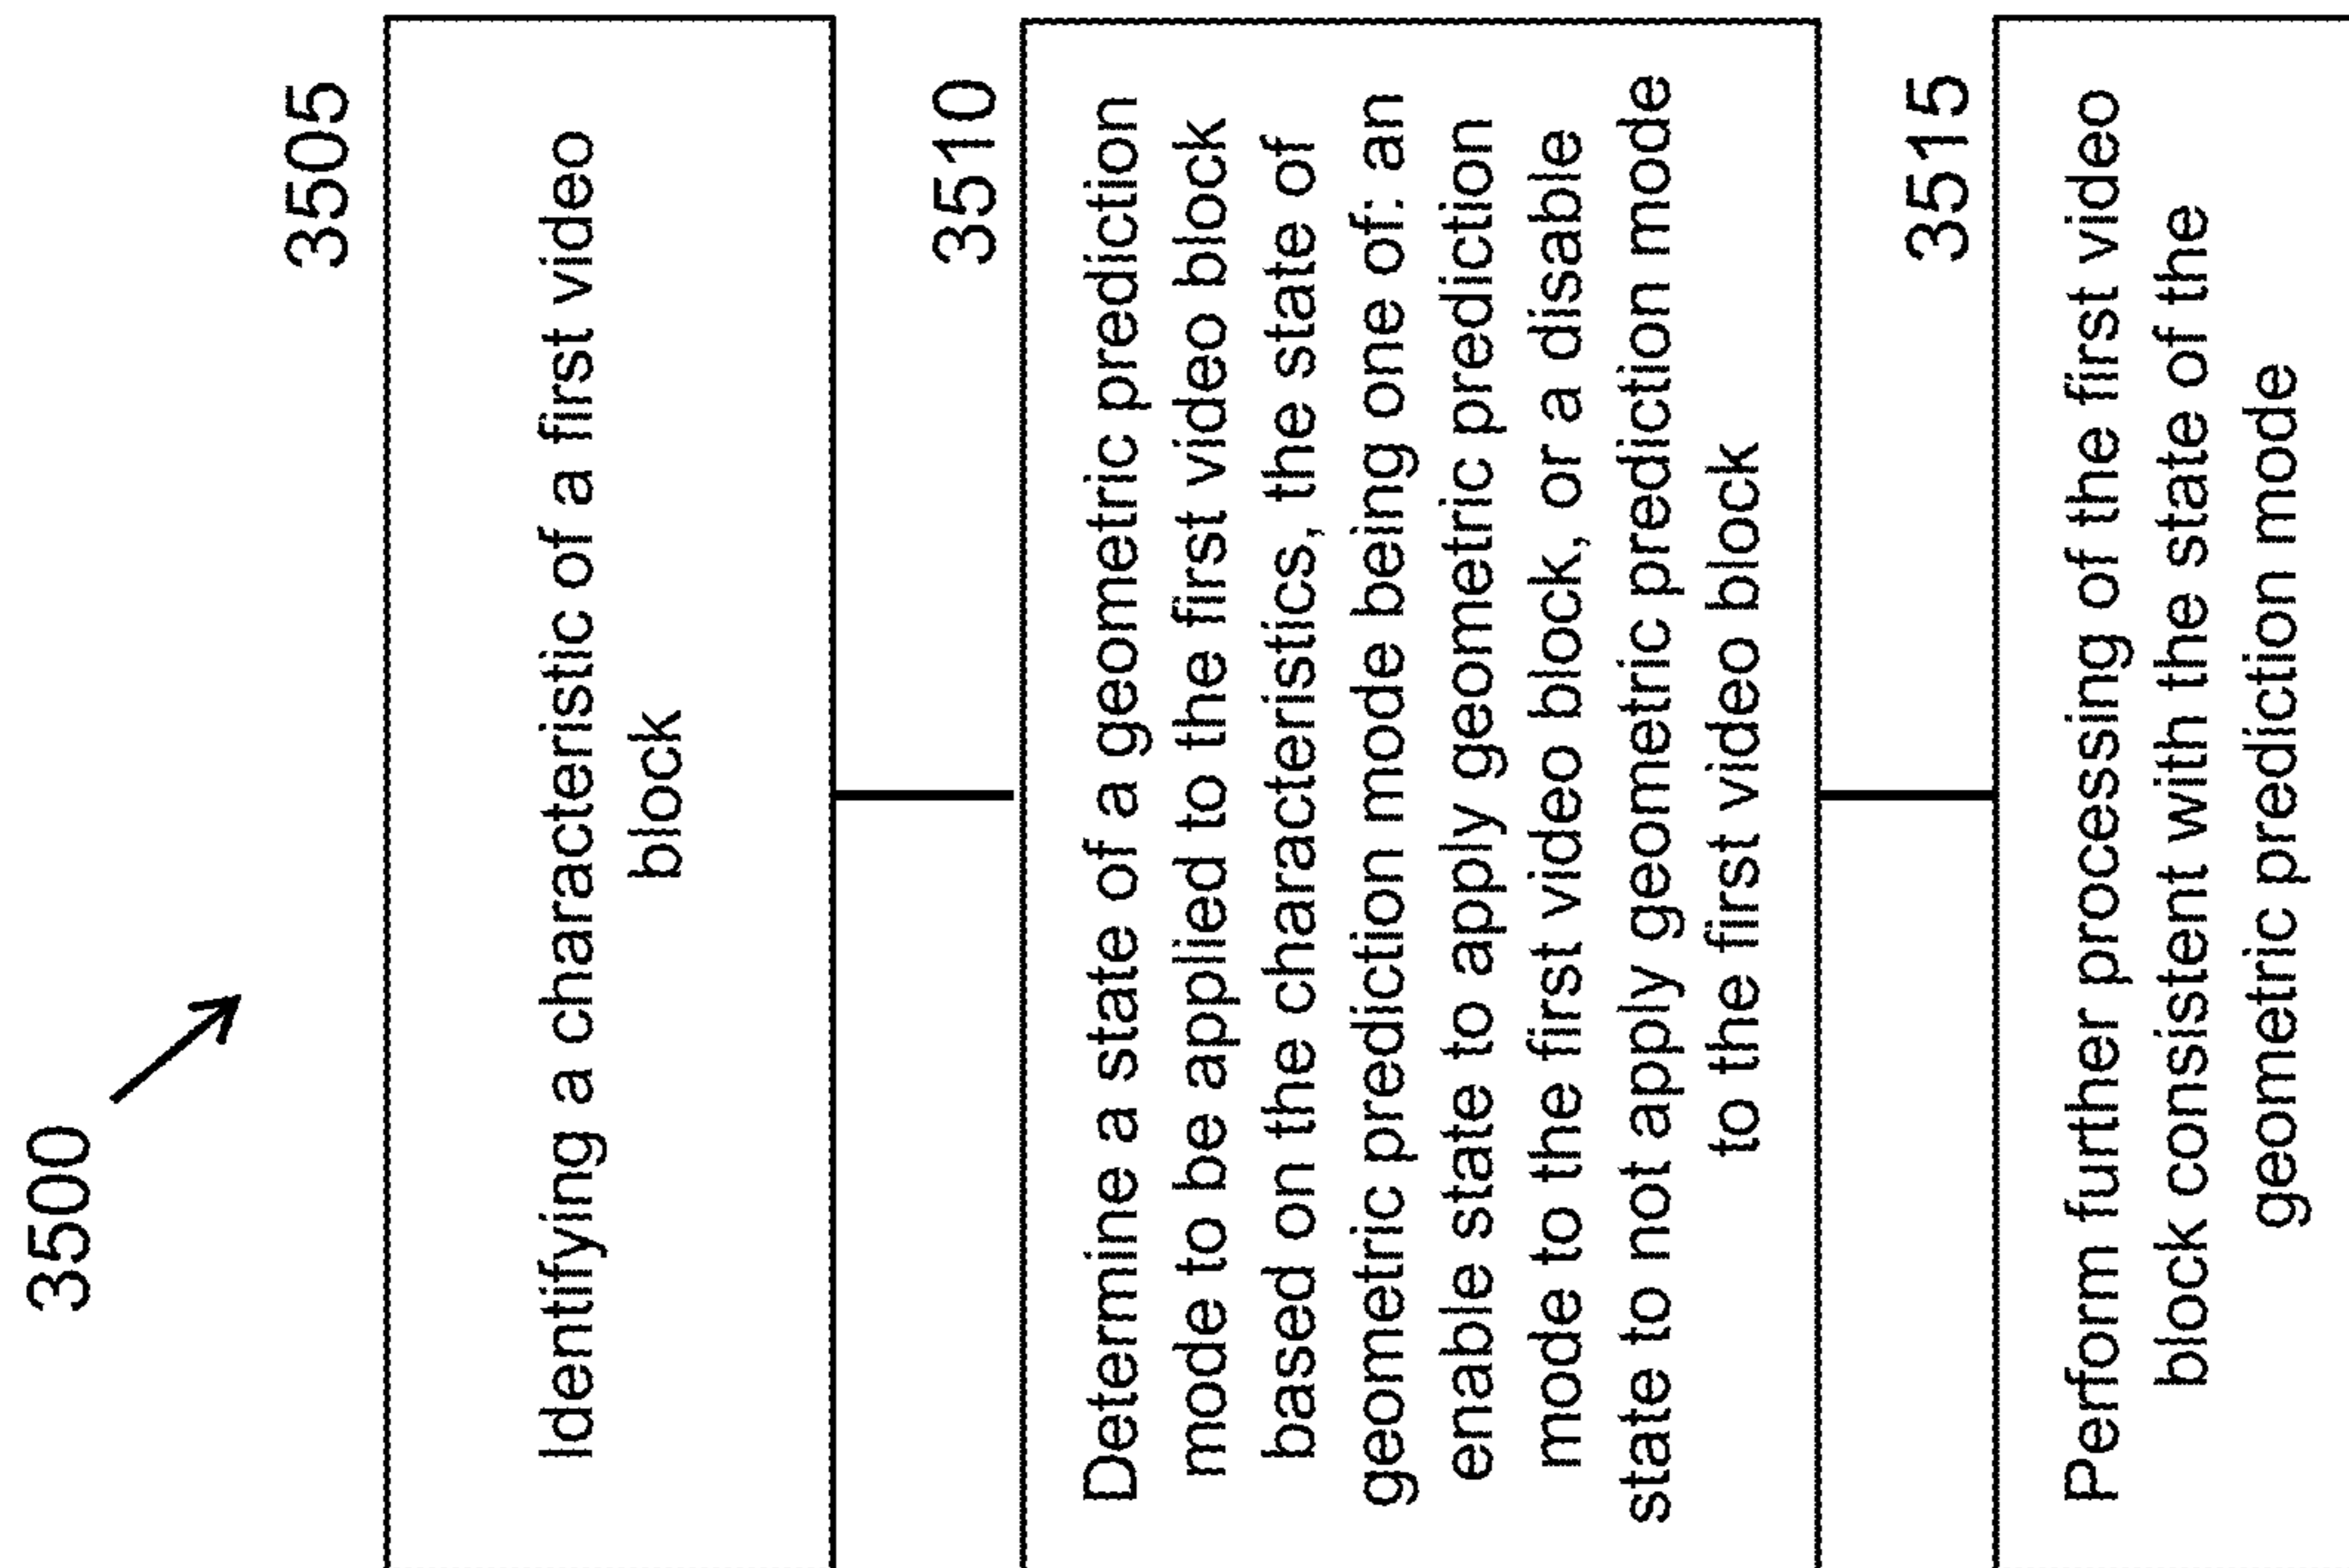 3500
3505
Identifying a characteristic of a first video
block
3510
Determine a state of a geometric prediction
mode to be applied to the first video block
based on the characteristics, the state of
geometric prediction mode being one of: an
enable state to apply geometric prediction
mode to the first video block, or a disable
state to not apply geometric prediction mode
to the first video block
3515
Perform further processing of the first video
block consistent with the state of the
geometric prediction mode